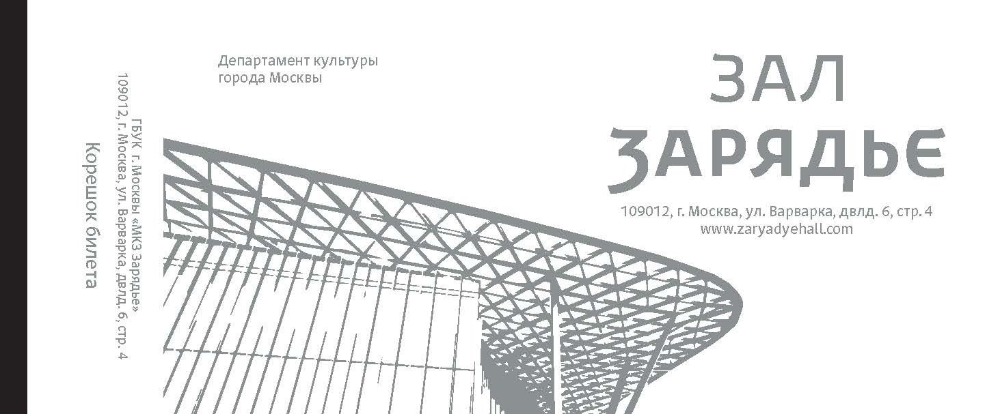 Корешок билета
ГБУК г. Москвы «МКЗ Зарядье»
109012, г. Москва, ул. Варварка, двлд. 6, стр. 4
Департамент культуры
города Москвы
ЗАЛ
ЗАРЯДЬЕ
109012, г. Москва, ул. Варварка, двлд. 6, стр. 4
www.zaryadyehall.com